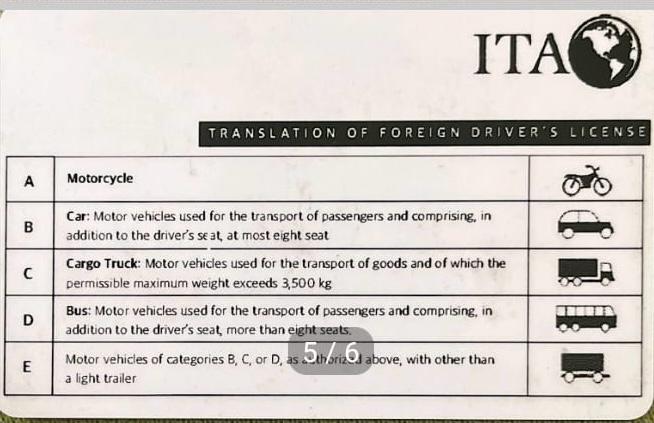 ITA
TRANSLATION OF FOREIGN DRIVER'S LICENSE
A Motorcycle
B Car: Motor vehicles used for the transport of passengers and comprising, in
addition to the driver's seat, at most eight seat
C Cargo Truck: Motor vehicles used for the transport of goods and of which the
permissible maximum weight exceeds 3,500 kg
D Bus: Motor vehicles used for the transport of passengers and comprising, in
addition to the driver's seat, more than eight seats.
5 / 6
E Motor vehicles of categories B, C, or D, as authorized above, with other than
a light trailer